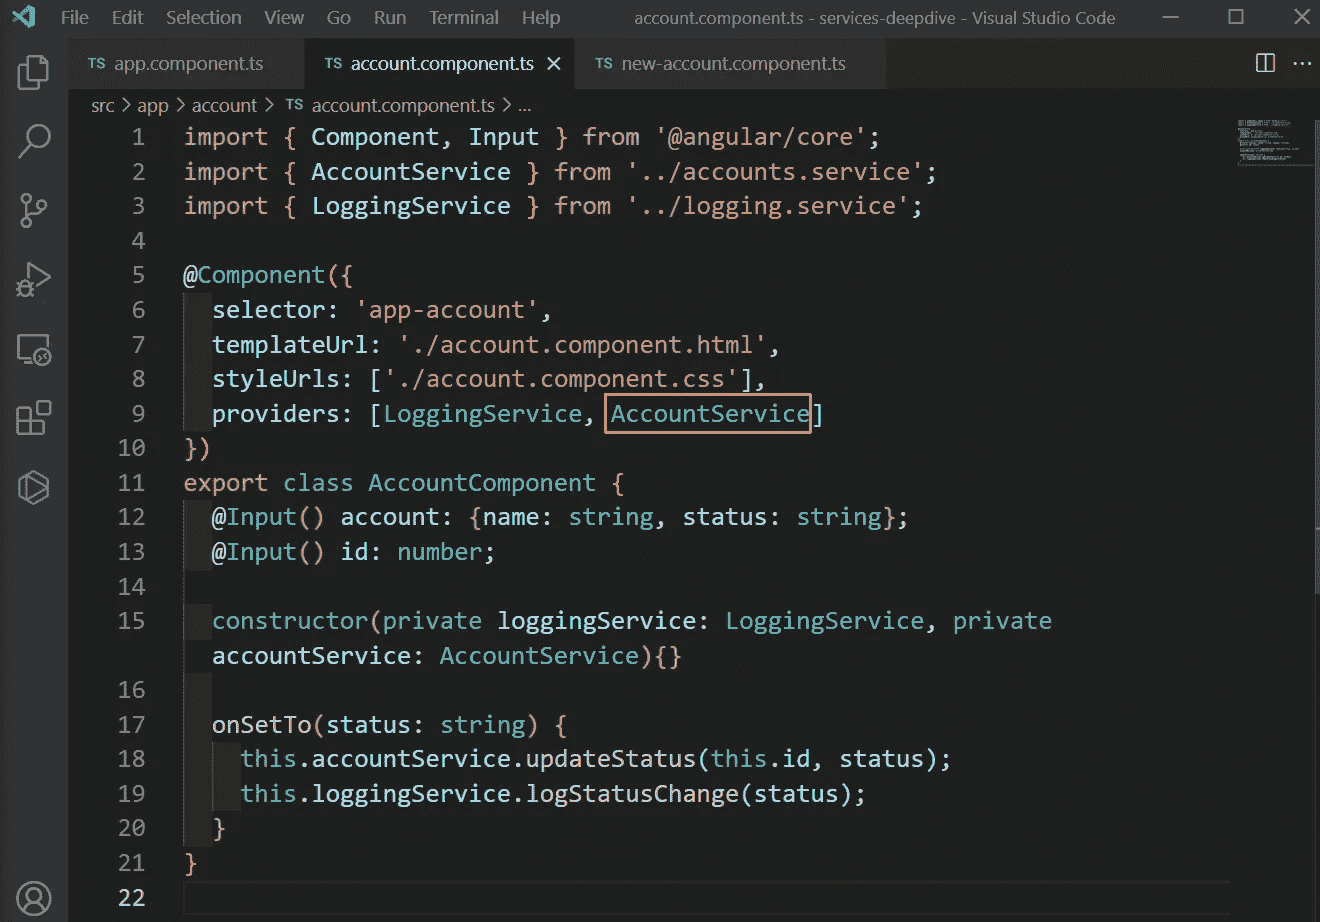 File Edit Selection View Go Run Terminal Help account.component.ts - services-deepdive - Visual Studio Code
TS app.component.ts TS account.component.ts TS new-account.component.ts
src > app > account > TS account.component.ts > ...
1 import { Component, Input } from '@angular/core';
2 import { AccountService } from '../accounts.service';
3 import { LoggingService } from '../logging.service';
4
5 @Component({
6   selector: 'app-account',
7   templateUrl: './account.component.html',
8   styleUrls: ['./account.component.css'],
9   providers: [LoggingService, AccountService]
10 })
11 export class AccountComponent {
12   @Input() account: {name: string, status: string};
13   @Input() id: number;
14
15   constructor(private loggingService: LoggingService, private
accountService: AccountService){}
16
17   onSetTo(status: string) {
18     this.accountService.updateStatus(this.id, status);
19     this.loggingService.logStatusChange(status);
20   }
21 }
22